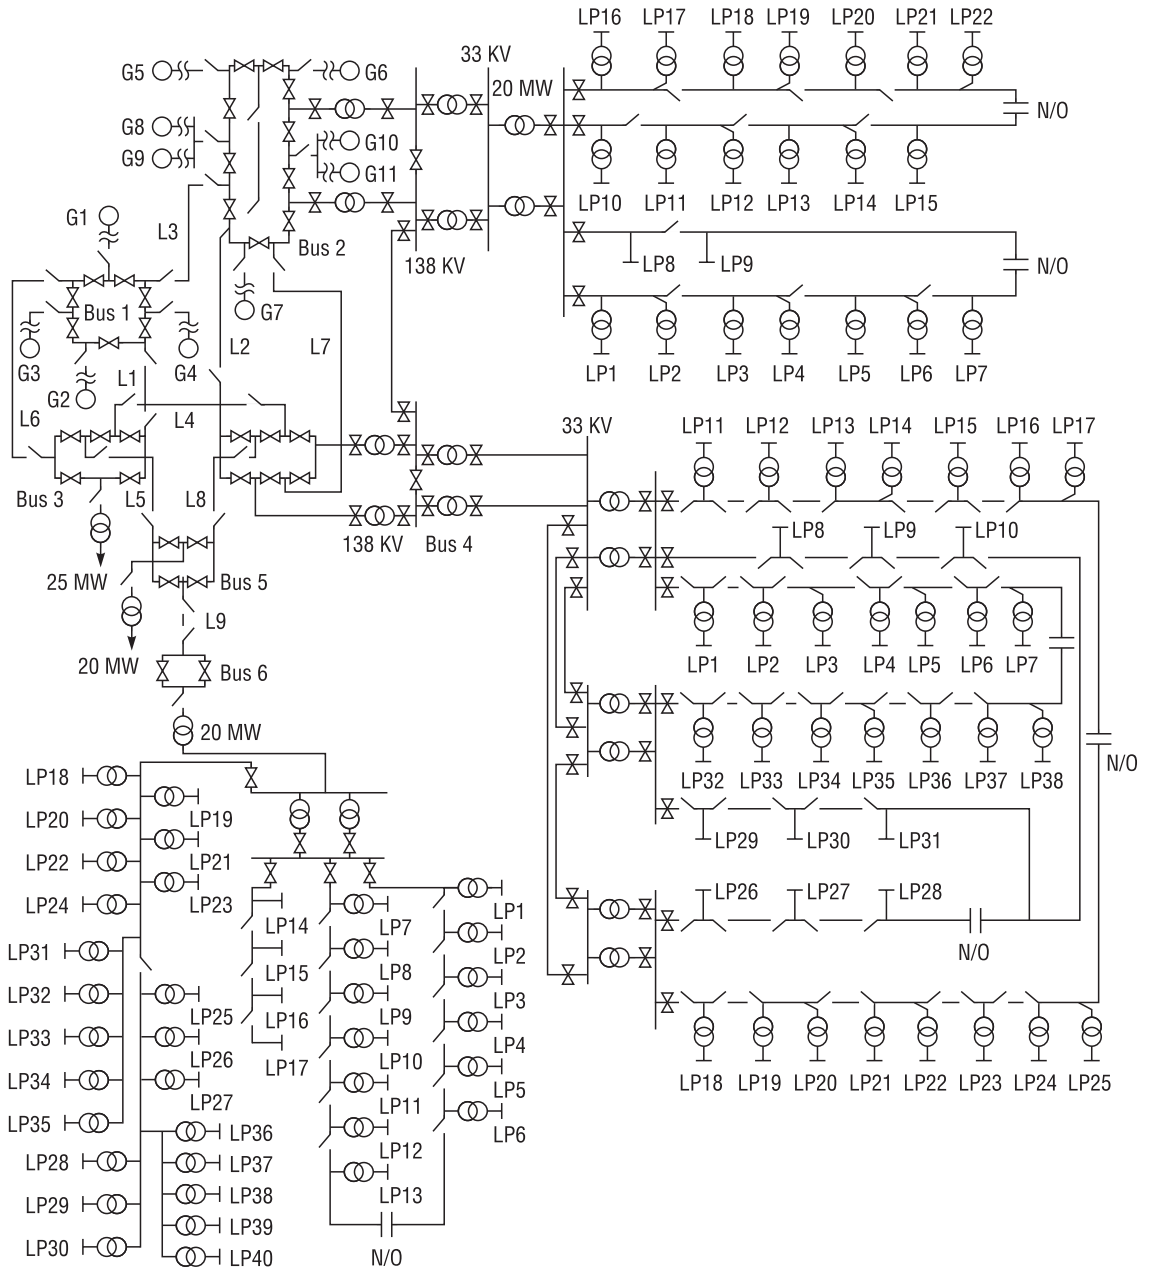 LP16 LP17 LP18 LP19 LP20 LP21 LP22
33 KV
G5 G6
20 MW
N/O
G8
G10
G9
G11
LP10 LP11 LP12 LP13 LP14 LP15
G1
L3
Bus 2
138 KV
LP8 LP9
N/O
G7
Bus 1
G3 G4
L2 L7
G2
L1
LP1 LP2 LP3 LP4 LP5 LP6 LP7
L6
L4
33 KV
LP11 LP12 LP13 LP14 LP15 LP16 LP17
Bus 3
L5 L8
138 KV
Bus 4
LP8 LP9 LP10
25 MW
Bus 5
L9
20 MW
Bus 6
LP1 LP2 LP3 LP4 LP5 LP6 LP7
20 MW
N/O
LP32 LP33 LP34 LP35 LP36 LP37 LP38
LP18
LP19
LP20
LP21
LP22
LP23
LP24
LP29 LP30 LP31
LP26 LP27 LP28
N/O
LP14
LP15
LP16
LP17
LP7
LP8
LP9
LP10
LP11
LP12
LP13
LP1
LP2
LP3
LP4
LP5
LP6
N/O
LP31
LP32
LP33
LP34
LP35
LP25
LP26
LP27
LP28
LP29
LP30
LP36
LP37
LP38
LP39
LP40
LP18 LP19 LP20 LP21 LP22 LP23 LP24 LP25